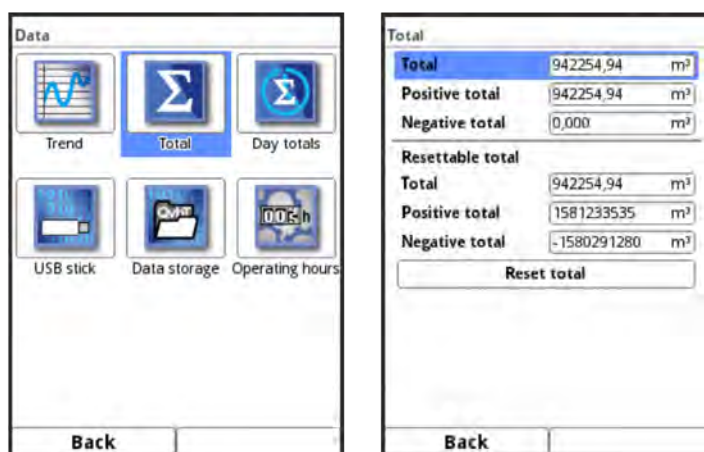 Data
Trend
Total
Day totals
USB stick
Data storage
Operating hours
Back
Total
Total 942254,94 m³
Positive total 942254,94 m³
Negative total 0,000 m³
Resettable total
Total 942254,94 m³
Positive total 1581233535 m³
Negative total -1580291280 m³
Reset total
Back